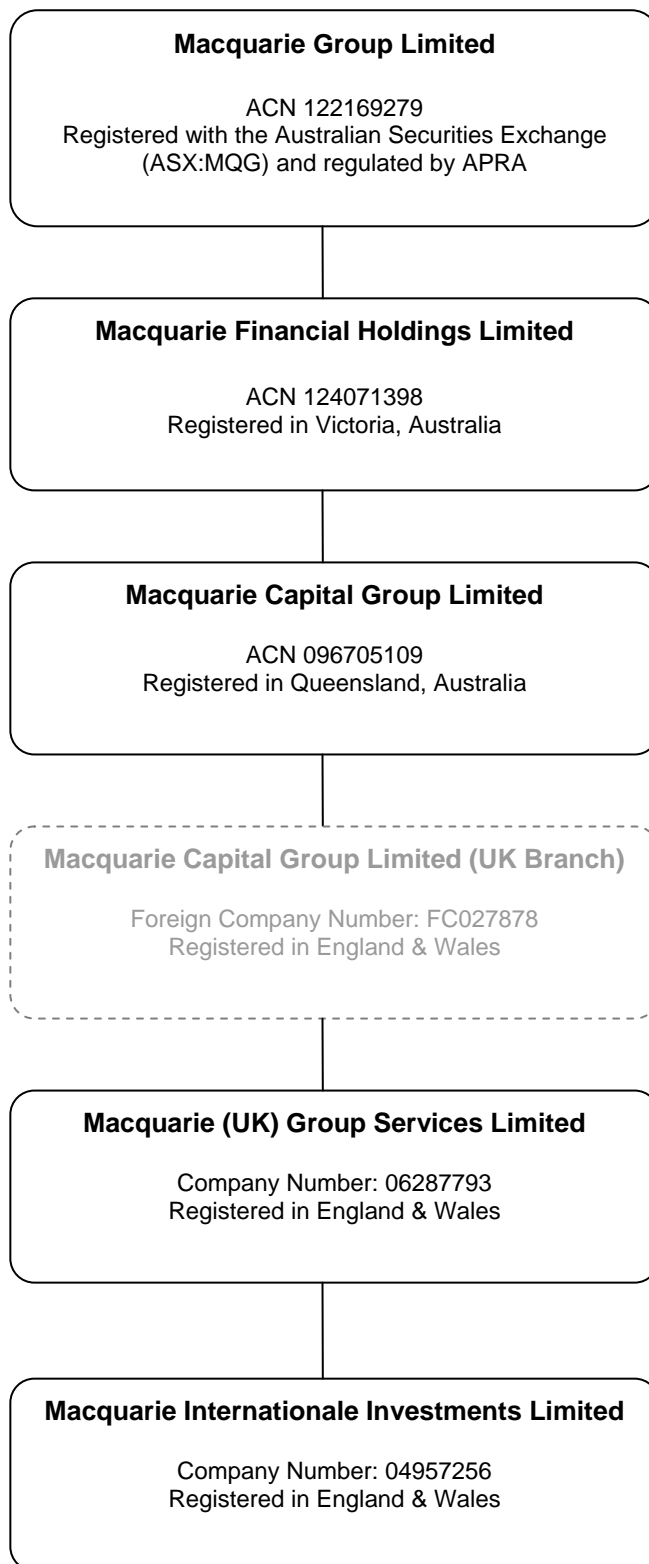 Macquarie Group Limited
ACN 122169279
Registered with the Australian Securities Exchange
(ASX:MQG) and regulated by APRA
Macquarie Financial Holdings Limited
ACN 124071398
Registered in Victoria, Australia
Macquarie Capital Group Limited
ACN 096705109
Registered in Queensland, Australia
Macquarie Capital Group Limited (UK Branch)
Foreign Company Number: FC027878
Registered in England & Wales
Macquarie (UK) Group Services Limited
Company Number: 06287793
Registered in England & Wales
Macquarie Internationale Investments Limited
Company Number: 04957256
Registered in England & Wales